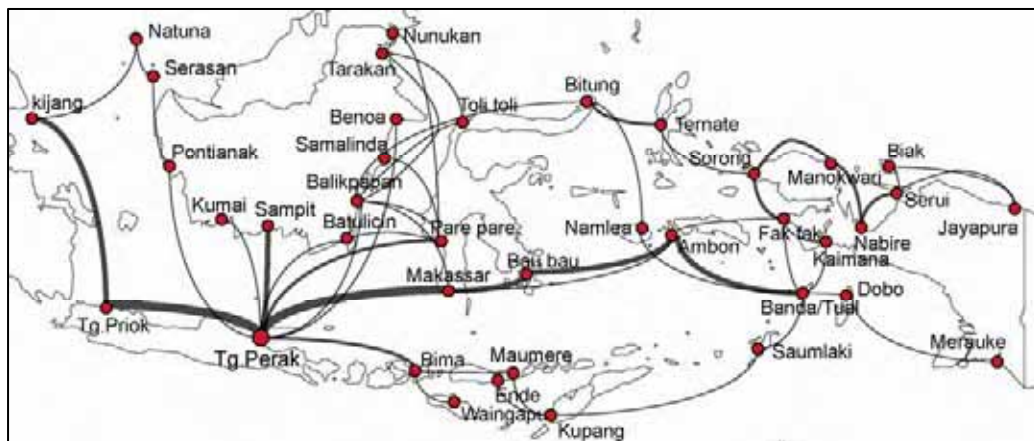 Natuna
Nunukan
Serasan
Tarakan
Bitung
kijang
Benoa
Toli toli
Ternate
Samalinda
Pontianak
Sorong
Manokwari
Biak
Balikpapan
Kumai
Sampit
Serui
Batulicin
Pare pare
Namlea
Ambon
Fak fak
Nabire
Jayapura
Kaimana
Bau bau
Makassar
Tg.Priok
Banda/Tual
Dobo
Tg.Perak
Bima
Maumere
Saumlaki
Merauke
Ende
Waingapu
Kupang